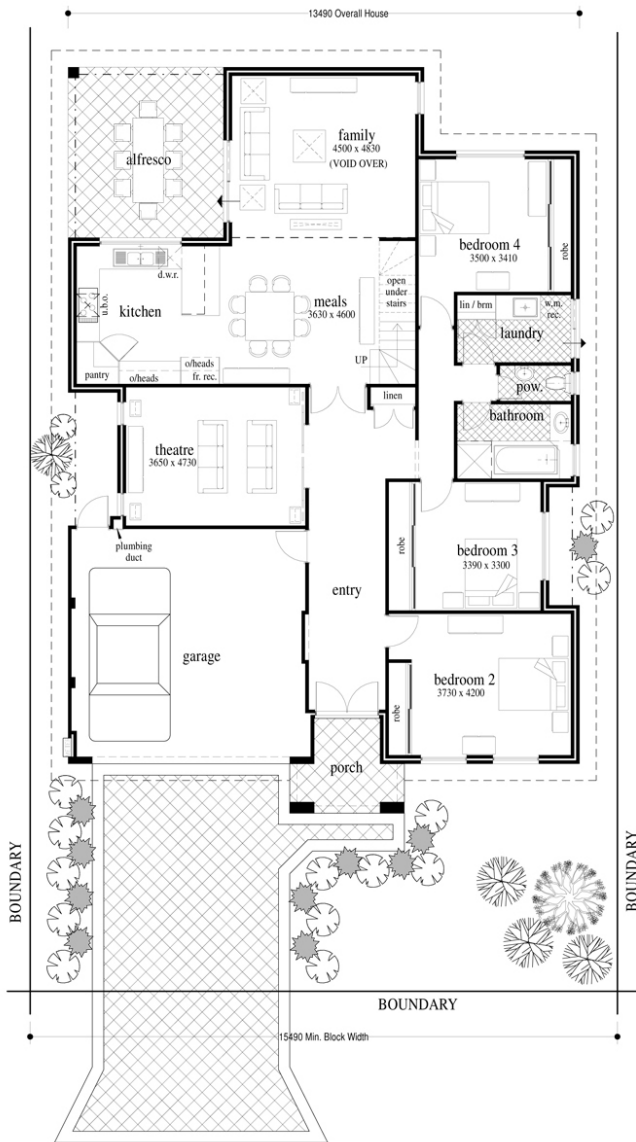 13490 Overall House
family
4500 x 4830
(VOID OVER)
alfresco
bedroom 4
3500 x 3410
robe
d.w.r.
u.b.o.
kitchen
meals
3630 x 4600
open
under
stairs
UP
lin / brm
w.m.
rec.
laundry
pow.
bathroom
pantry
o/heads
o/heads
fr. rec.
linen
theatre
3650 x 4730
plumbing
duct
robe
bedroom 3
3390 x 3300
entry
garage
bedroom 2
3730 x 4200
robe
porch
BOUNDARY
BOUNDARY
BOUNDARY
15490 Min. Block Width